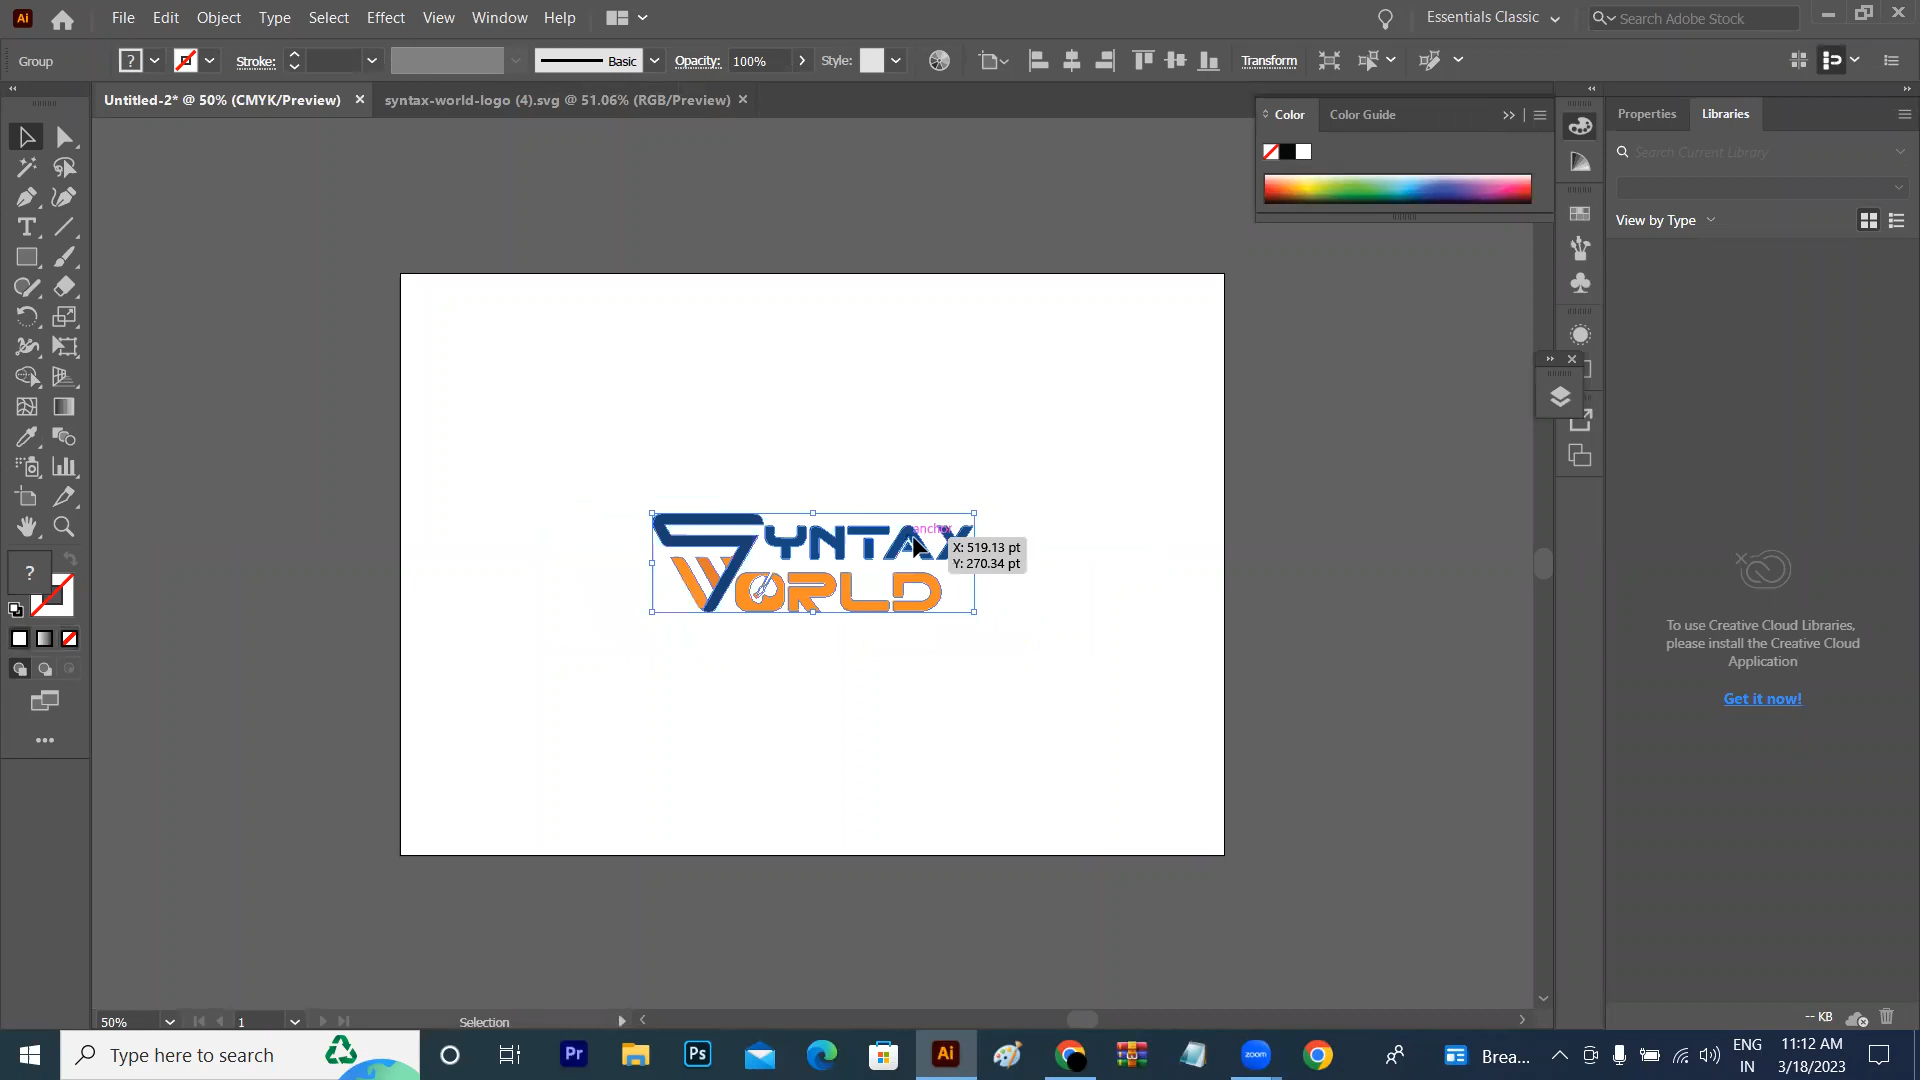 Ai File Edit Object Type Select Effect View Window Help Essentials Classic Search Adobe Stock
Group ? Stroke: Basic Opacity: 100% Style: Transform
Untitled-2* @ 50% (CMYK/Preview) syntax-world-logo (4).svg @ 51.06% (RGB/Preview)
Color Color Guide
Properties Libraries
Search Current Library
View by Type
SYNTAX
WORLD
anchor
X: 519.13 pt
Y: 270.34 pt
?
To use Creative Cloud Libraries,
please install the Creative Cloud
Application
Get it now!
-- KB
50% 1 Selection
Type here to search Pr Ps Ai zoom Brea... ENG
IN
11:12 AM
3/18/2023